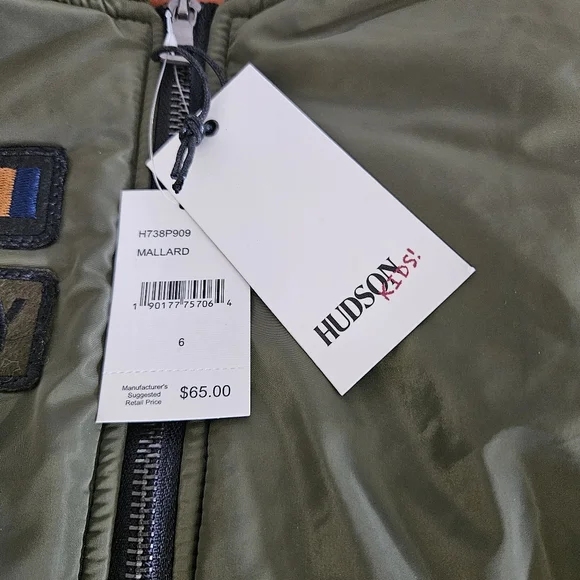 H738P909
MALLARD
1 90177 75706 4
6
Manufacturer's
Suggested
Retail Price
$65.00
HUDSON
KIDS!
Y